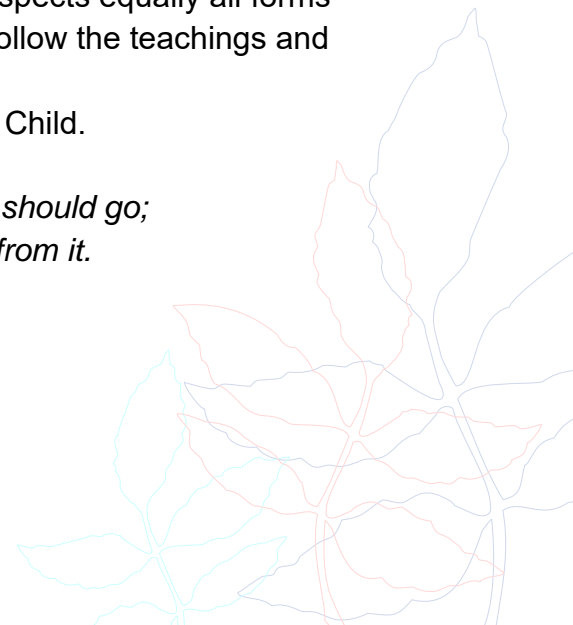 spects equally all forms
ollow the teachings and
Child.
should go;
from it.